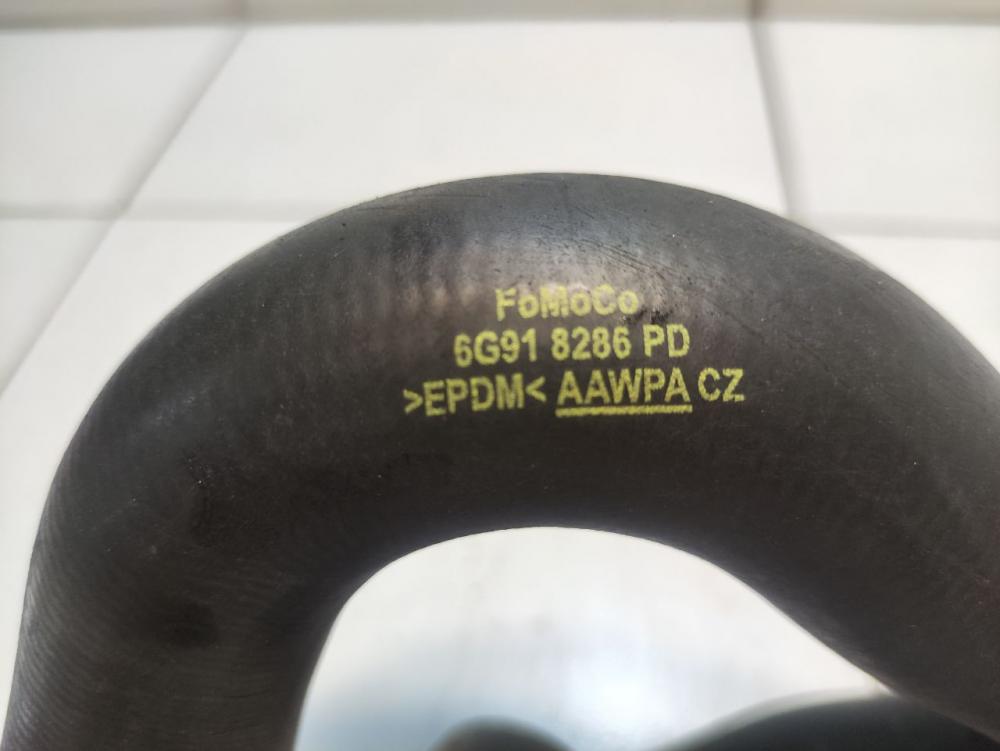 FoMoCo
6G91 8286 PD
>EPDM< AAWPA CZ